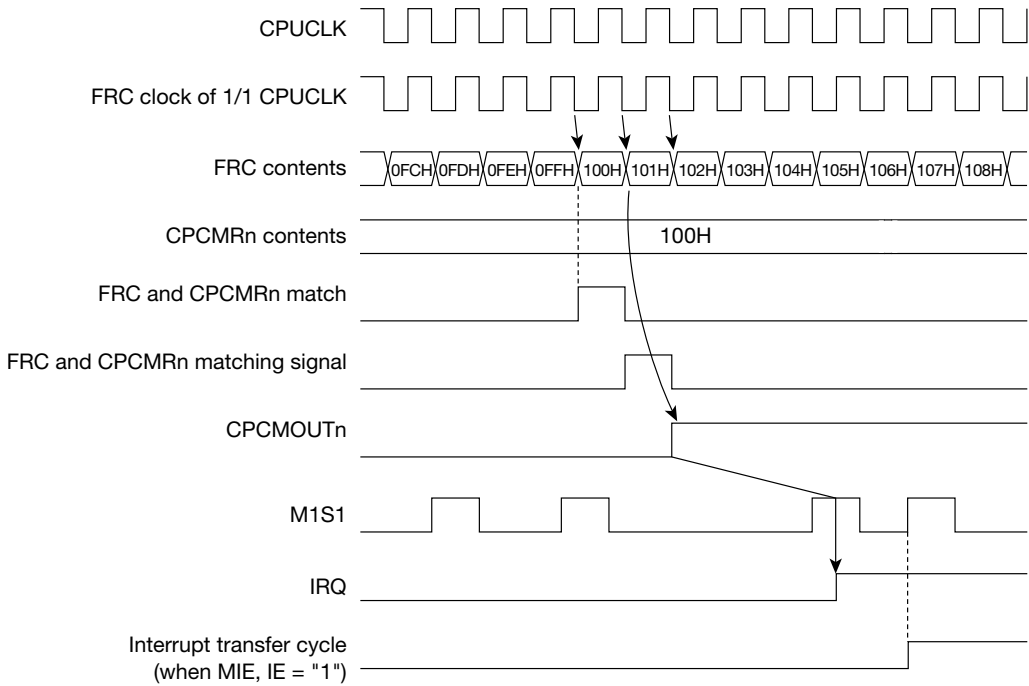 CPUCLK
FRC clock of 1/1 CPUCLK
FRC contents
0FCH 0FDH 0FEH 0FFH 100H 101H 102H 103H 104H 105H 106H 107H 108H
CPCMRn contents
100H
FRC and CPCMRn match
FRC and CPCMRn matching signal
CPCMOUTn
M1S1
IRQ
Interrupt transfer cycle
(when MIE, IE = "1")